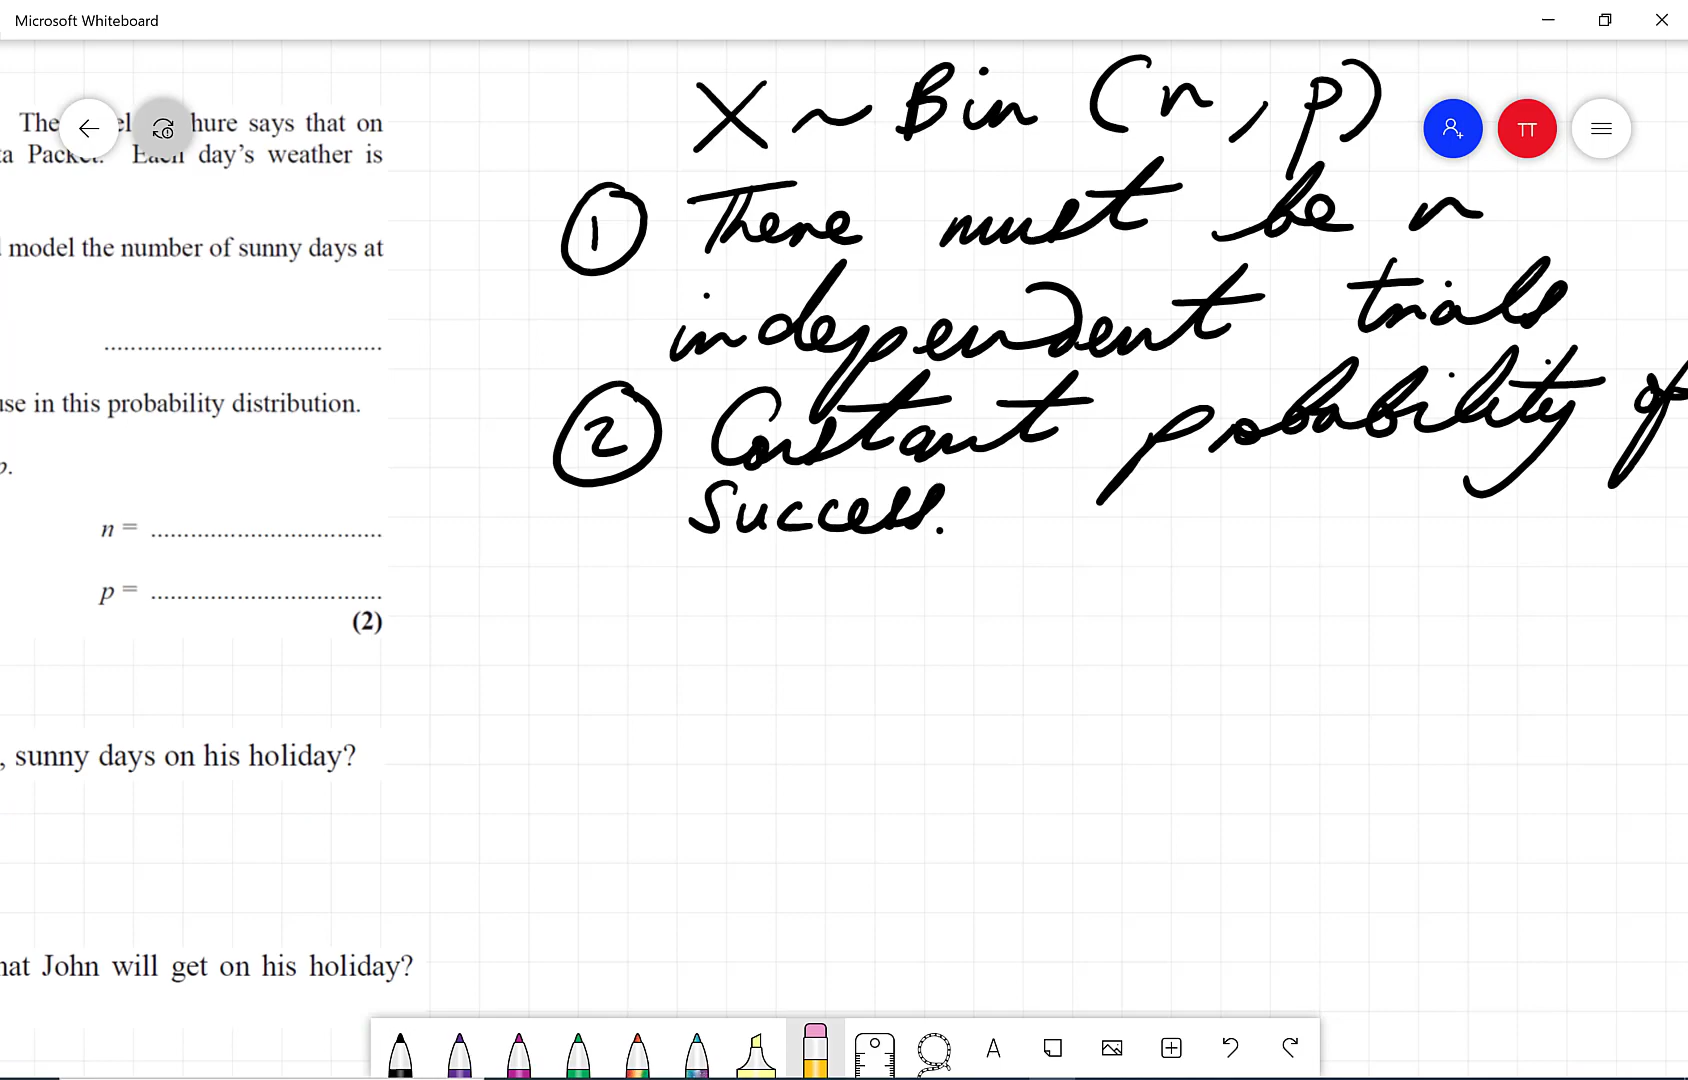 Microsoft Whiteboard
The hure says that on
Packet. Each day's weather is
model the number of sunny days at
....................................
in this probability distribution.
n = ....................................
p = ....................................
(2)
, sunny days on his holiday?
John will get on his holiday?
X ~ Bin (n, p)
① There must be n
independent trials
② Constant probability of
success.
TT
A